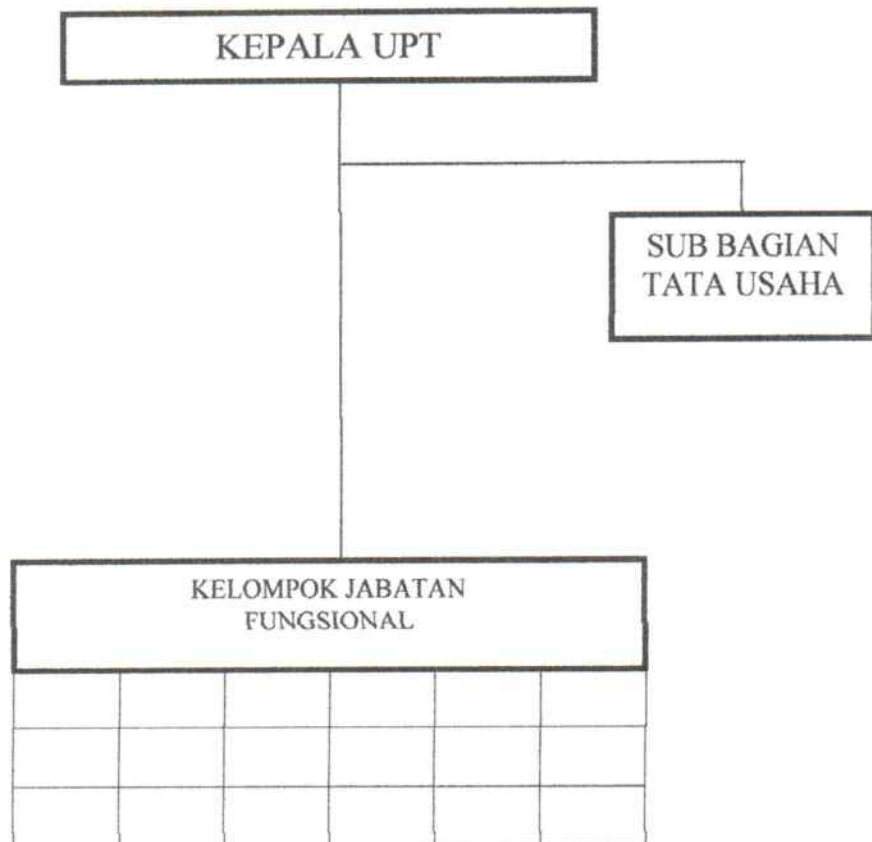 KEPALA UPT
SUB BAGIAN
TATA USAHA
KELOMPOK JABATAN
FUNGSIONAL